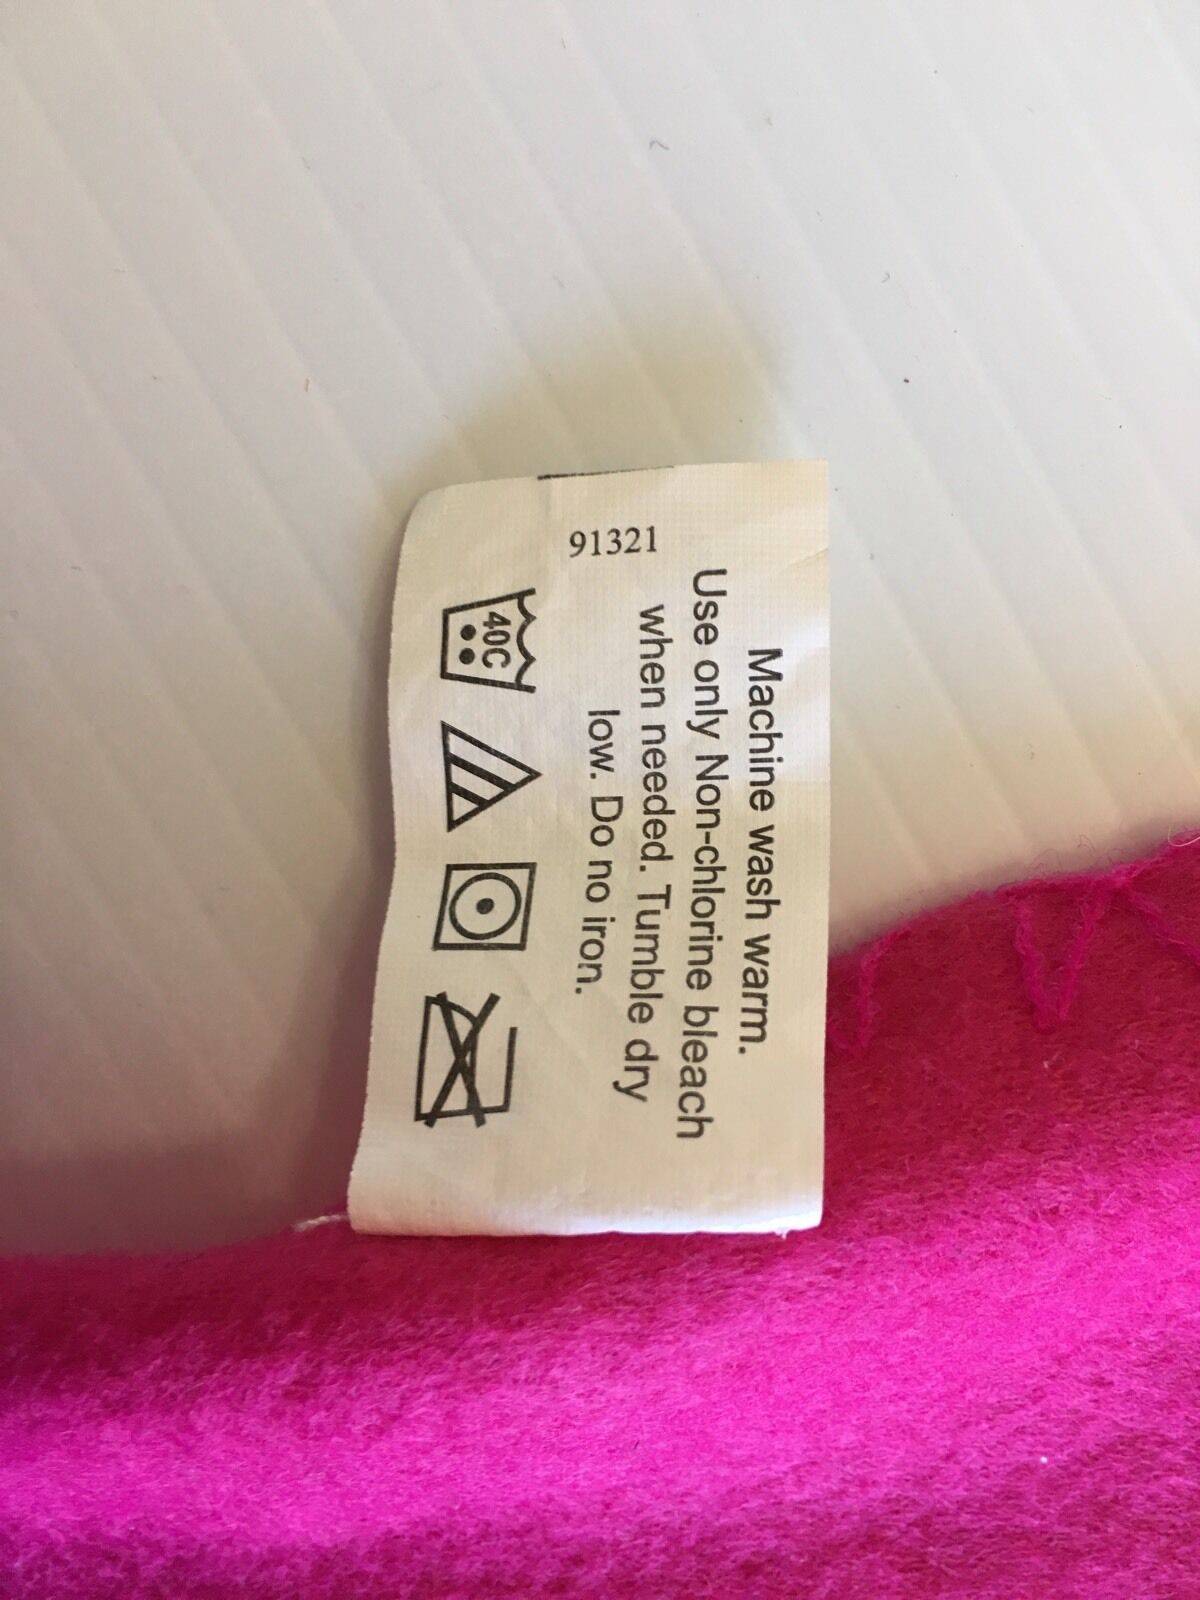 Machine wash warm.
Use only Non-chlorine bleach
when needed. Tumble dry
low. Do no iron.
91321
40C